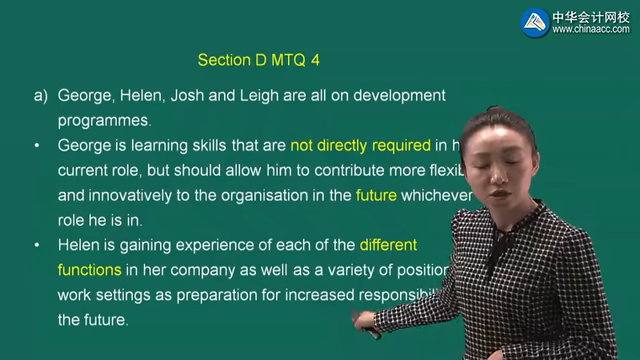 中华会计网校
www.chinaacc.com
Section D MTQ 4
a) George, Helen, Josh and Leigh are all on development
programmes.
• George is learning skills that are not directly required in
current role, but should allow him to contribute more
and innovatively to the organisation in the future whichever
role he is in.
• Helen is gaining experience of each of the different
functions in her company as well as a variety of
work settings as preparation for increased
the future.